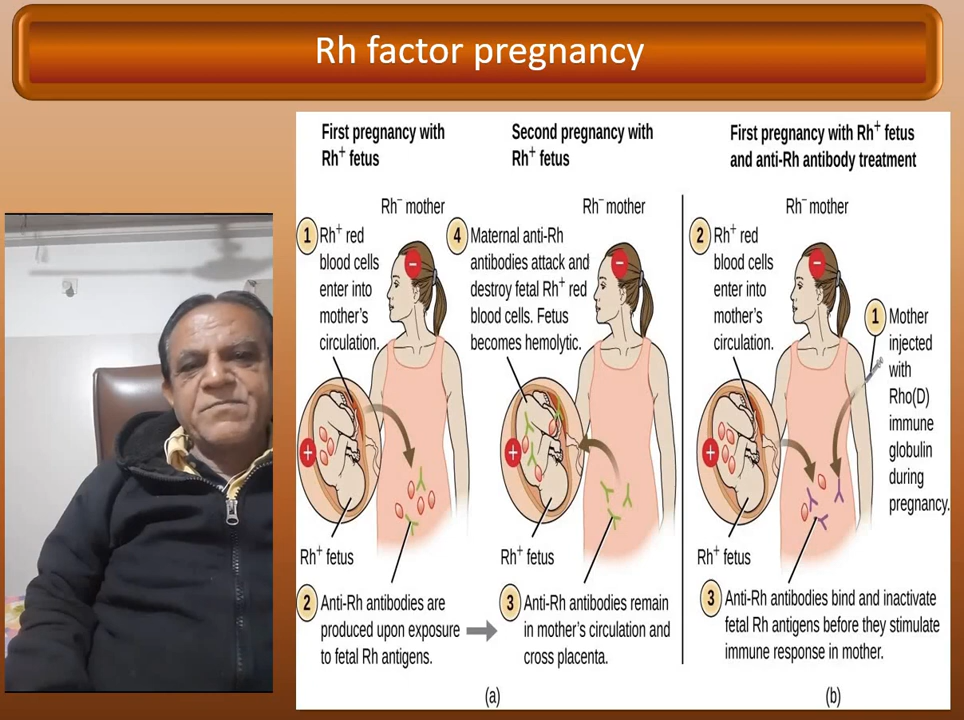 Rh factor pregnancy
First pregnancy with
Rh⁺ fetus
Rh⁻ mother
1 Rh⁺ red
blood cells
enter into
mother's
circulation.
+
−
Rh⁺ fetus
2 Anti-Rh antibodies are
produced upon exposure
to fetal Rh antigens.
Second pregnancy with
Rh⁺ fetus
Rh⁻ mother
4 Maternal anti-Rh
antibodies attack and
destroy fetal Rh⁺ red
blood cells. Fetus
becomes hemolytic.
+
−
Rh⁺ fetus
3 Anti-Rh antibodies remain
in mother's circulation and
cross placenta.
(a)
First pregnancy with Rh⁺ fetus
and anti-Rh antibody treatment
Rh⁻ mother
2 Rh⁺ red
blood cells
enter into
mother's
circulation.
+
−
1 Mother
injected
with
Rho(D)
immune
globulin
during
pregnancy.
Rh⁺ fetus
3 Anti-Rh antibodies bind and inactivate
fetal Rh antigens before they stimulate
immune response in mother.
(b)